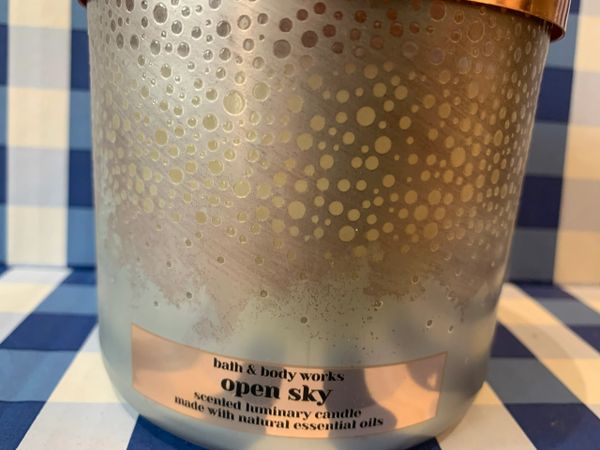 bath & body works
open sky
scented luminary candle
made with natural essential oils